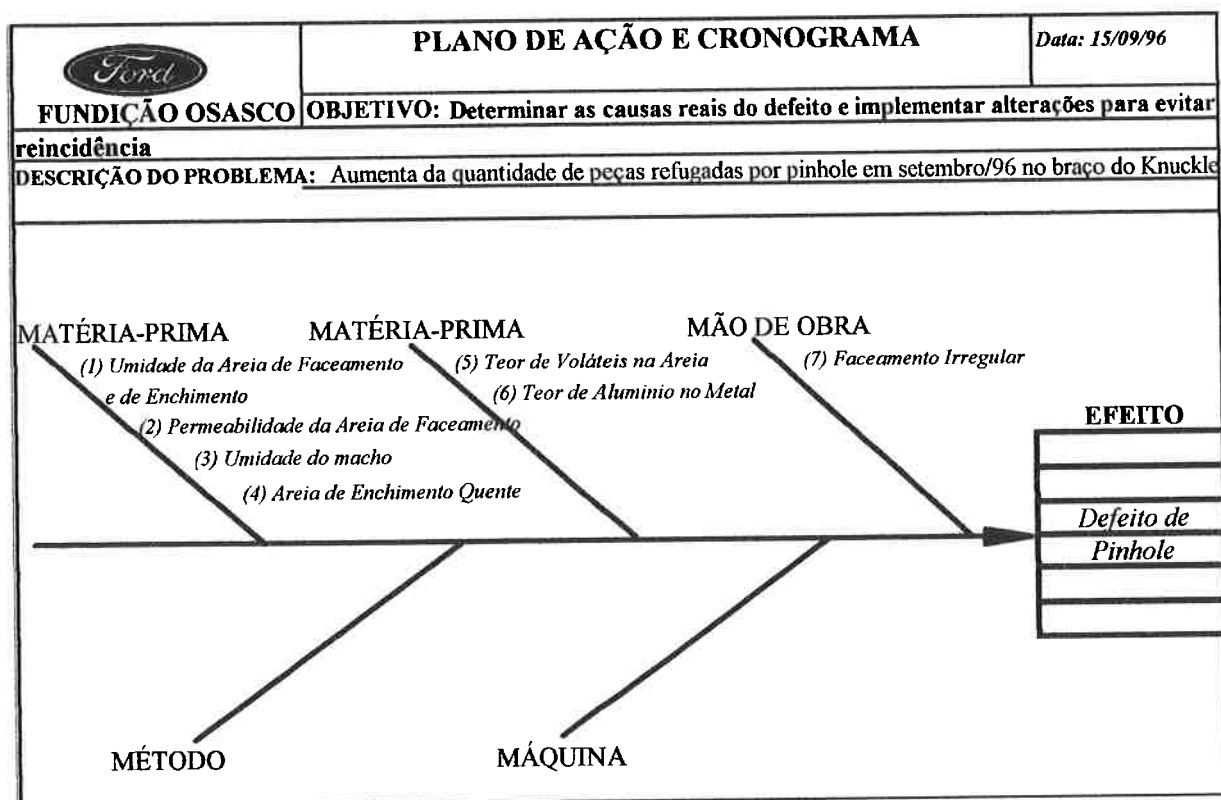 Ford
PLANO DE AÇÃO E CRONOGRAMA
Data: 15/09/96
FUNDIÇÃO OSASCO
OBJETIVO: Determinar as causas reais do defeito e implementar alterações para evitar
reincidência
DESCRIÇÃO DO PROBLEMA: Aumenta da quantidade de peças refugadas por pinhole em setembro/96 no braço do Knuckle
MATÉRIA-PRIMA
MATÉRIA-PRIMA
MÃO DE OBRA
(1) Umidade da Areia de Faceamento
e de Enchimento
(2) Permeabilidade da Areia de Faceamento
(3) Umidade do macho
(4) Areia de Enchimento Quente
(5) Teor de Voláteis na Areia
(6) Teor de Aluminio no Metal
(7) Faceamento Irregular
EFEITO
Defeito de
Pinhole
MÉTODO
MÁQUINA